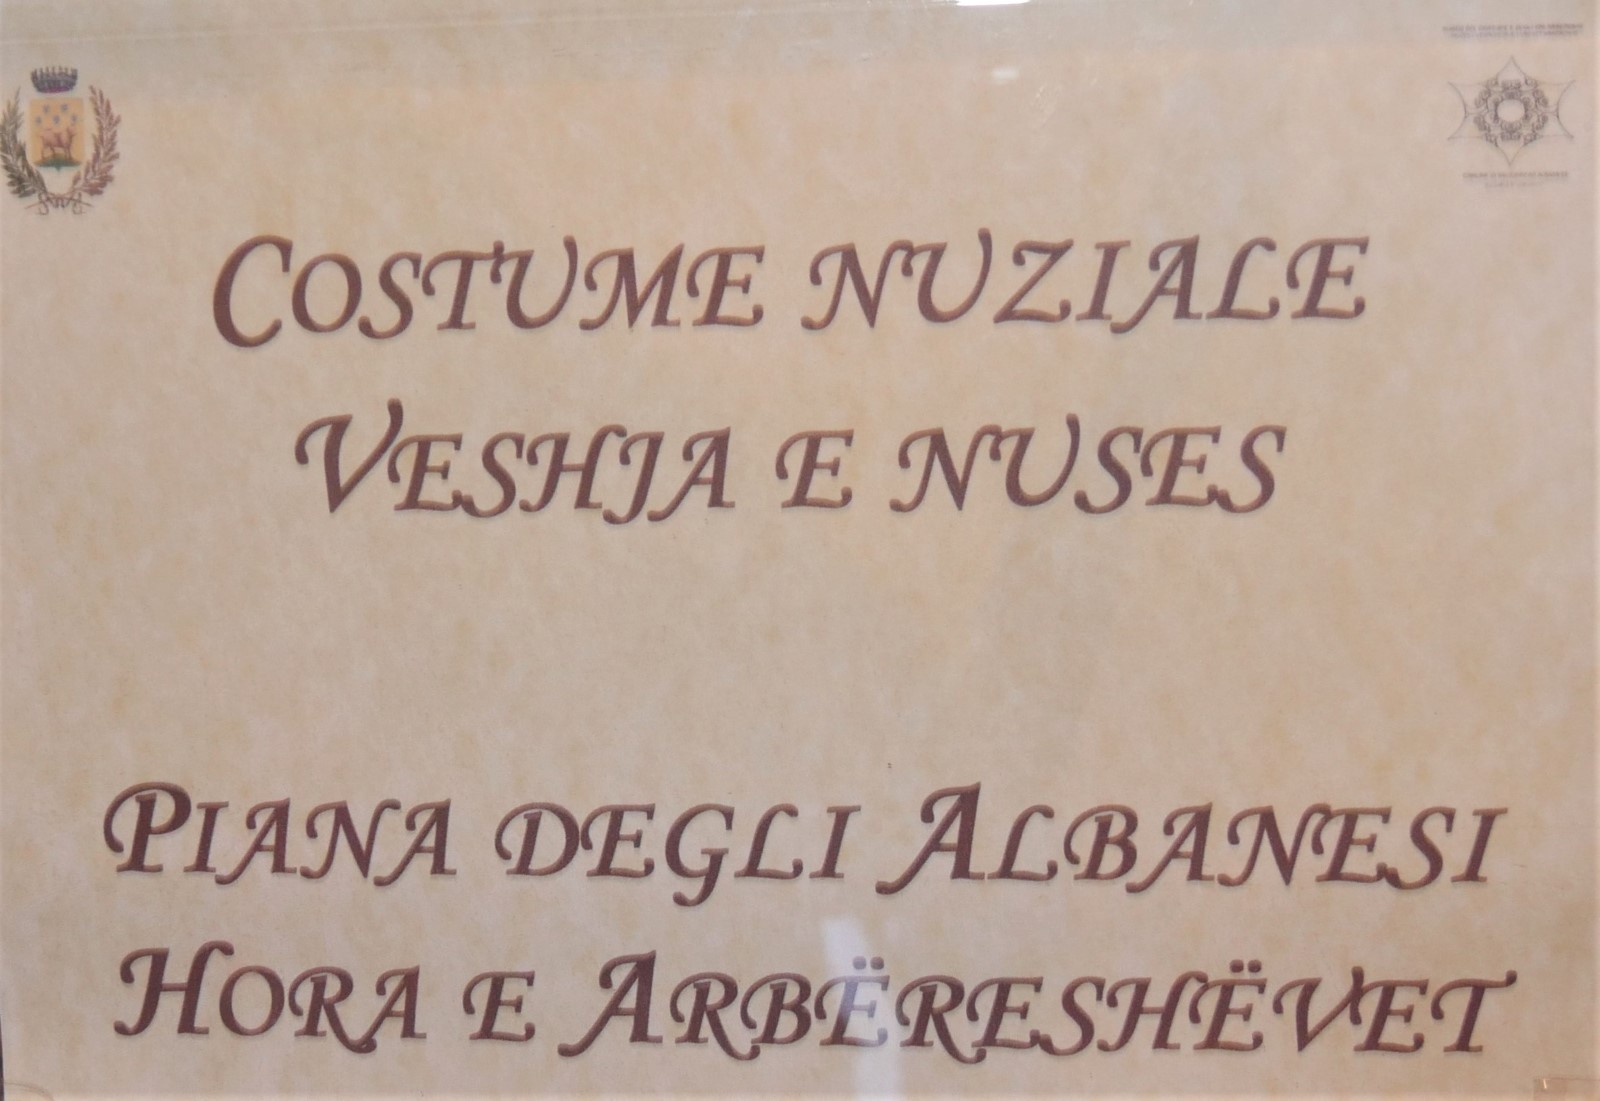 COSTUME NUZIALE
VESHJA E NUSES
PIANA DEGLI ALBANESI
HORA E ARBËRESHËVET